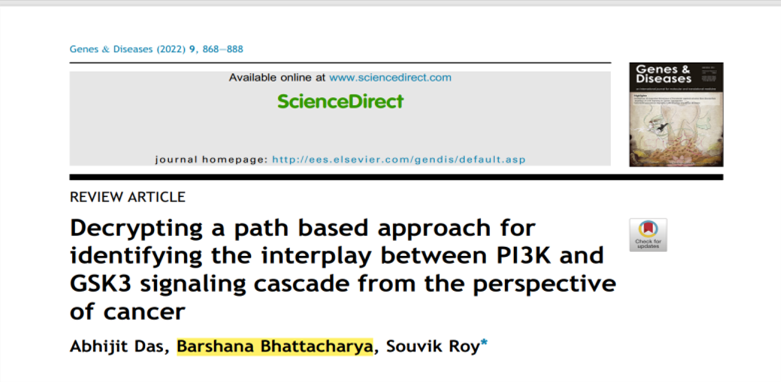 Genes & Diseases (2022) 9, 868–888
Available online at www.sciencedirect.com
ScienceDirect
journal homepage: http://ees.elsevier.com/gendis/default.asp
Genes &
Diseases
REVIEW ARTICLE
Decrypting a path based approach for
identifying the interplay between PI3K and
GSK3 signaling cascade from the perspective
of cancer
Check for
updates
Abhijit Das, Barshana Bhattacharya, Souvik Roy*